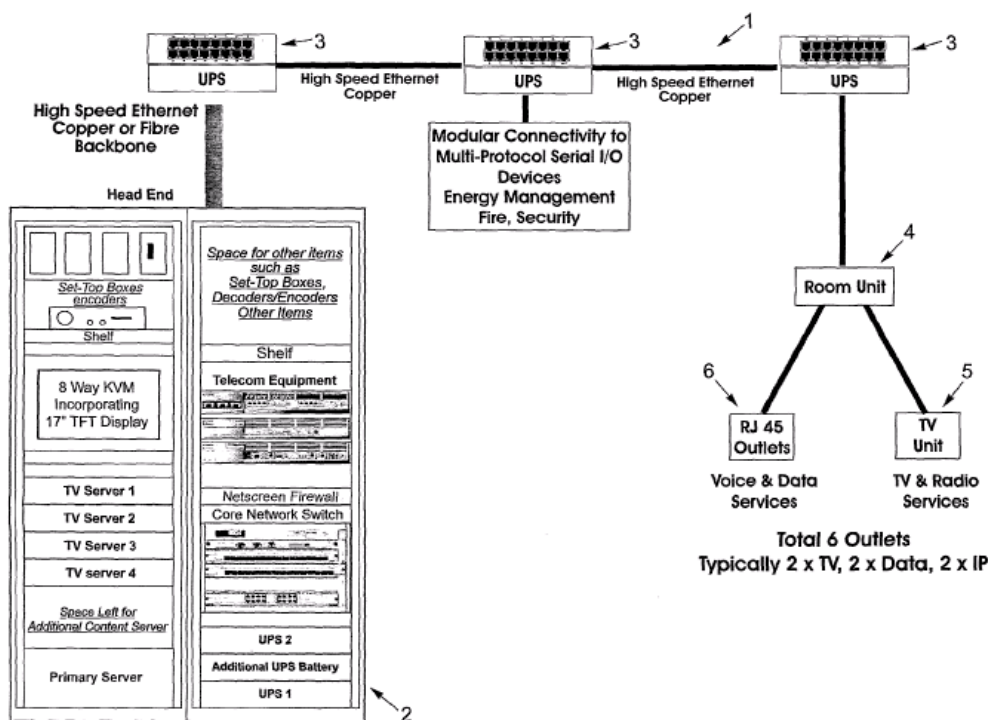 1
3
3
3
UPS
High Speed Ethernet
Copper
UPS
High Speed Ethernet
Copper
UPS
High Speed Ethernet
Copper or Fibre
Backbone
Modular Connectivity to
Multi-Protocol Serial I/O
Devices
Energy Management
Fire, Security
Head End
Set-Top Boxes
encoders
Shelf
8 Way KVM
Incorporating
17" TFT Display
TV Server 1
TV Server 2
TV Server 3
TV server 4
Space Left for
Additional Content Server
Primary Server
Space for other items
such as
Set-Top Boxes,
Decoders/Encoders
Other Items
Shelf
Telecom Equipment
Netscreen Firewall
Core Network Switch
UPS 2
Additional UPS Battery
UPS 1
2
4
Room Unit
6
RJ 45
Outlets
5
TV
Unit
Voice & Data
Services
TV & Radio
Services
Total 6 Outlets
Typically 2 x TV, 2 x Data, 2 x IP